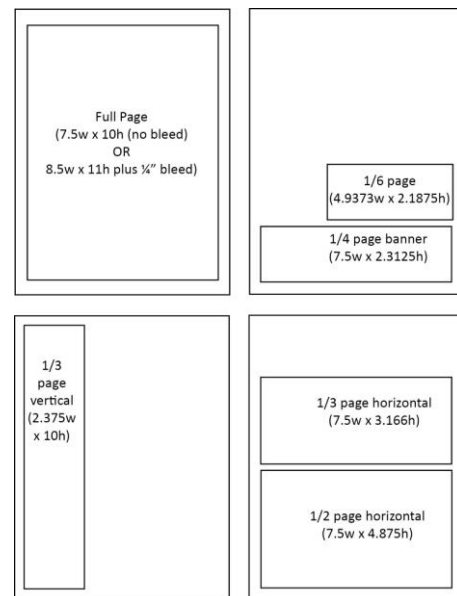 Full Page
(7.5w x 10h (no bleed)
OR
8.5w x 11h plus ¼” bleed)
1/6 page
(4.9373w x 2.1875h)
1/4 page banner
(7.5w x 2.3125h)
1/3
page
vertical
(2.375w
x 10h)
1/3 page horizontal
(7.5w x 3.166h)
1/2 page horizontal
(7.5w x 4.875h)